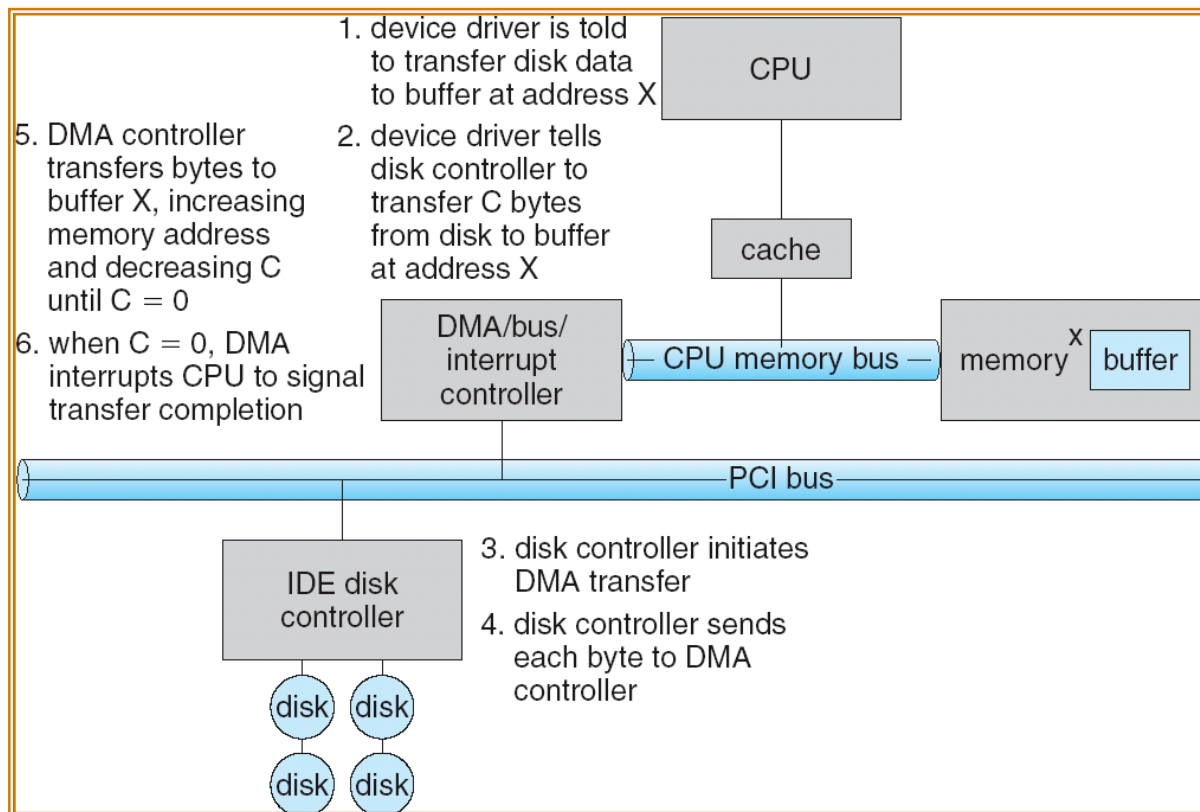 1. device driver is told
to transfer disk data
to buffer at address X
CPU
5. DMA controller
transfers bytes to
buffer X, increasing
memory address
and decreasing C
until C = 0
2. device driver tells
disk controller to
transfer C bytes
from disk to buffer
at address X
cache
6. when C = 0, DMA
interrupts CPU to signal
transfer completion
DMA/bus/
interrupt
controller
CPU memory bus
memory
x
buffer
PCI bus
IDE disk
controller
3. disk controller initiates
DMA transfer
4. disk controller sends
each byte to DMA
controller
disk
disk
disk
disk